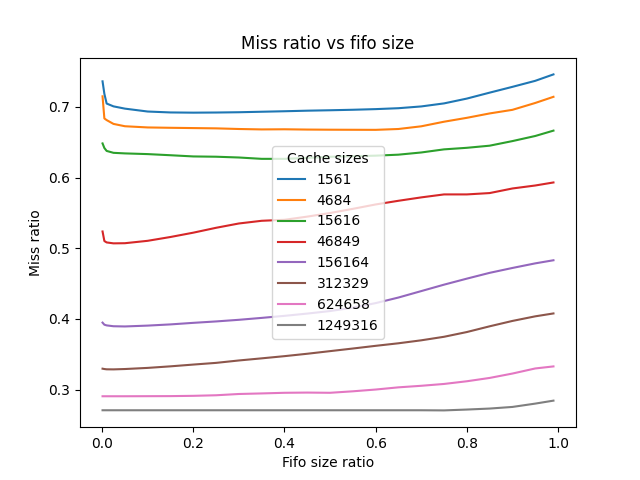 Miss ratio vs fifo size
Miss ratio
0.7
0.6
0.5
0.4
0.3
Cache sizes
1561
4684
15616
46849
156164
312329
624658
1249316
0.0 0.2 0.4 0.6 0.8 1.0
Fifo size ratio